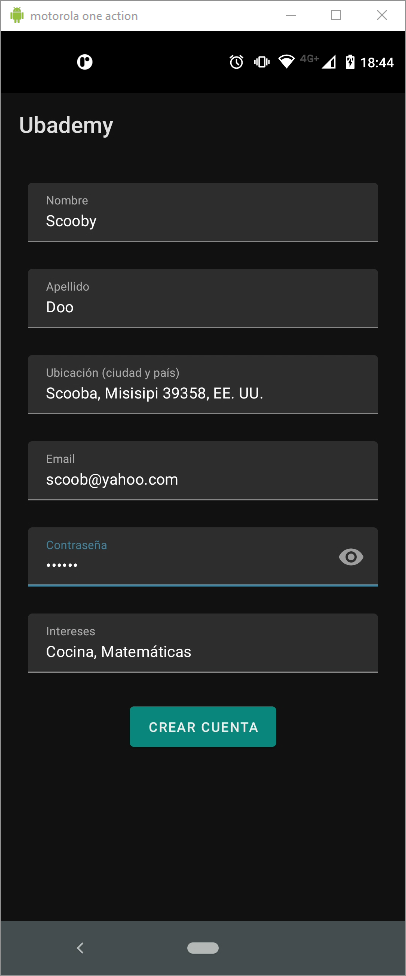 motorola one action
4G+ 18:44
Ubademy
Nombre
Scooby
Apellido
Doo
Ubicación (ciudad y país)
Scooba, Misisipi 39358, EE. UU.
Email
scoob@yahoo.com
Contraseña
••••••
Intereses
Cocina, Matemáticas
CREAR CUENTA